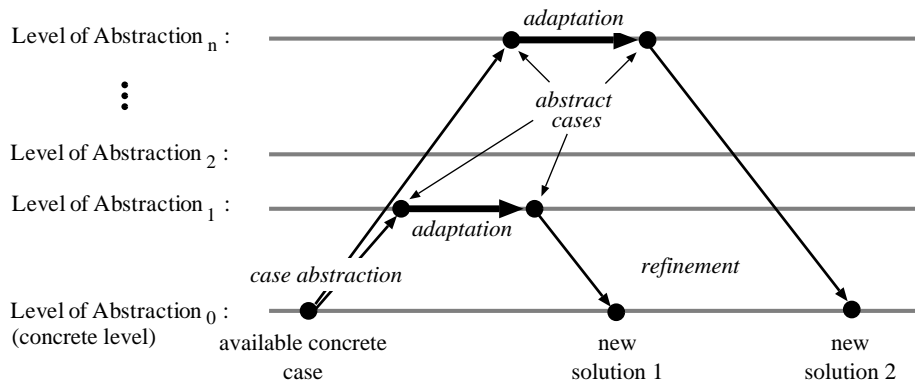 adaptation
Level of Abstraction n :
abstract
cases
Level of Abstraction 2 :
Level of Abstraction 1 :
adaptation
case abstraction
refinement
Level of Abstraction 0 :
(concrete level)
available concrete
case
new
solution 1
new
solution 2